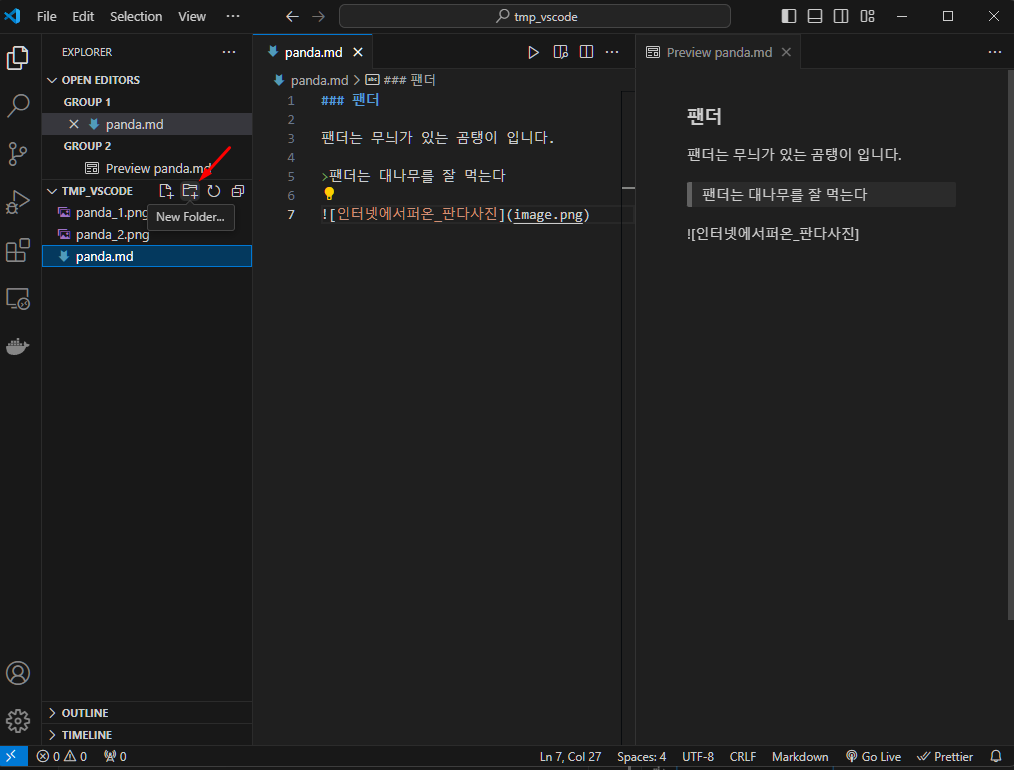 File Edit Selection View ... tmp_vscode
EXPLORER
OPEN EDITORS
GROUP 1
panda.md
GROUP 2
Preview panda.md
TMP_VSCODE
panda_1.png
New Folder...
panda_2.png
panda.md
OUTLINE
TIMELINE
panda.md
panda.md > ### 팬더
1 ### 팬더
2
3 팬더는 무늬가 있는 곰탱이 입니다.
4
5 >팬더는 대나무를 잘 먹는다
6
7 ![인터넷에서퍼온_판다사진](image.png)
Preview panda.md
팬더
팬더는 무늬가 있는 곰탱이 입니다.
팬더는 대나무를 잘 먹는다
![인터넷에서퍼온_판다사진]
0 0 0 Ln 7, Col 27 Spaces: 4 UTF-8 CRLF Markdown Go Live Prettier